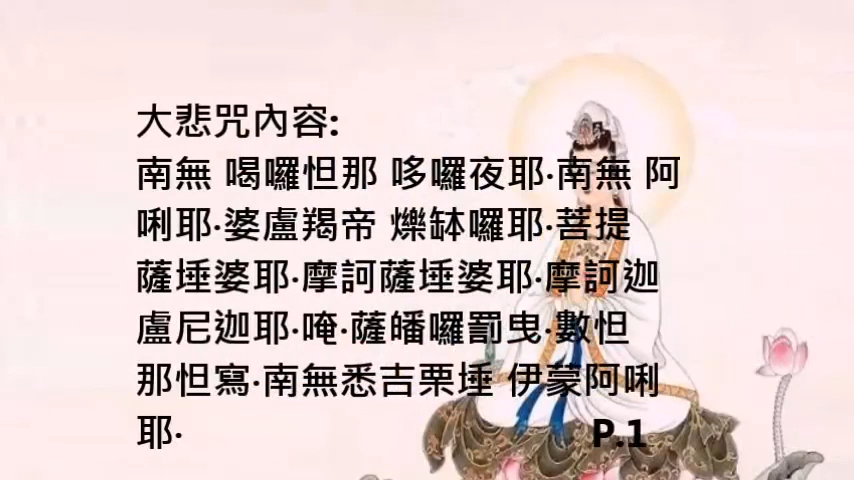 大悲咒內容:
南無 喝囉怛那 哆囉夜耶‧南無 阿
唎耶‧婆盧羯帝 爍缽囉耶‧菩提
薩埵婆耶‧摩訶薩埵婆耶‧摩訶迦
盧尼迦耶‧唵‧薩皤囉罰曳‧數怛
那怛寫‧南無悉吉栗埵 伊蒙阿唎
耶‧
P.1